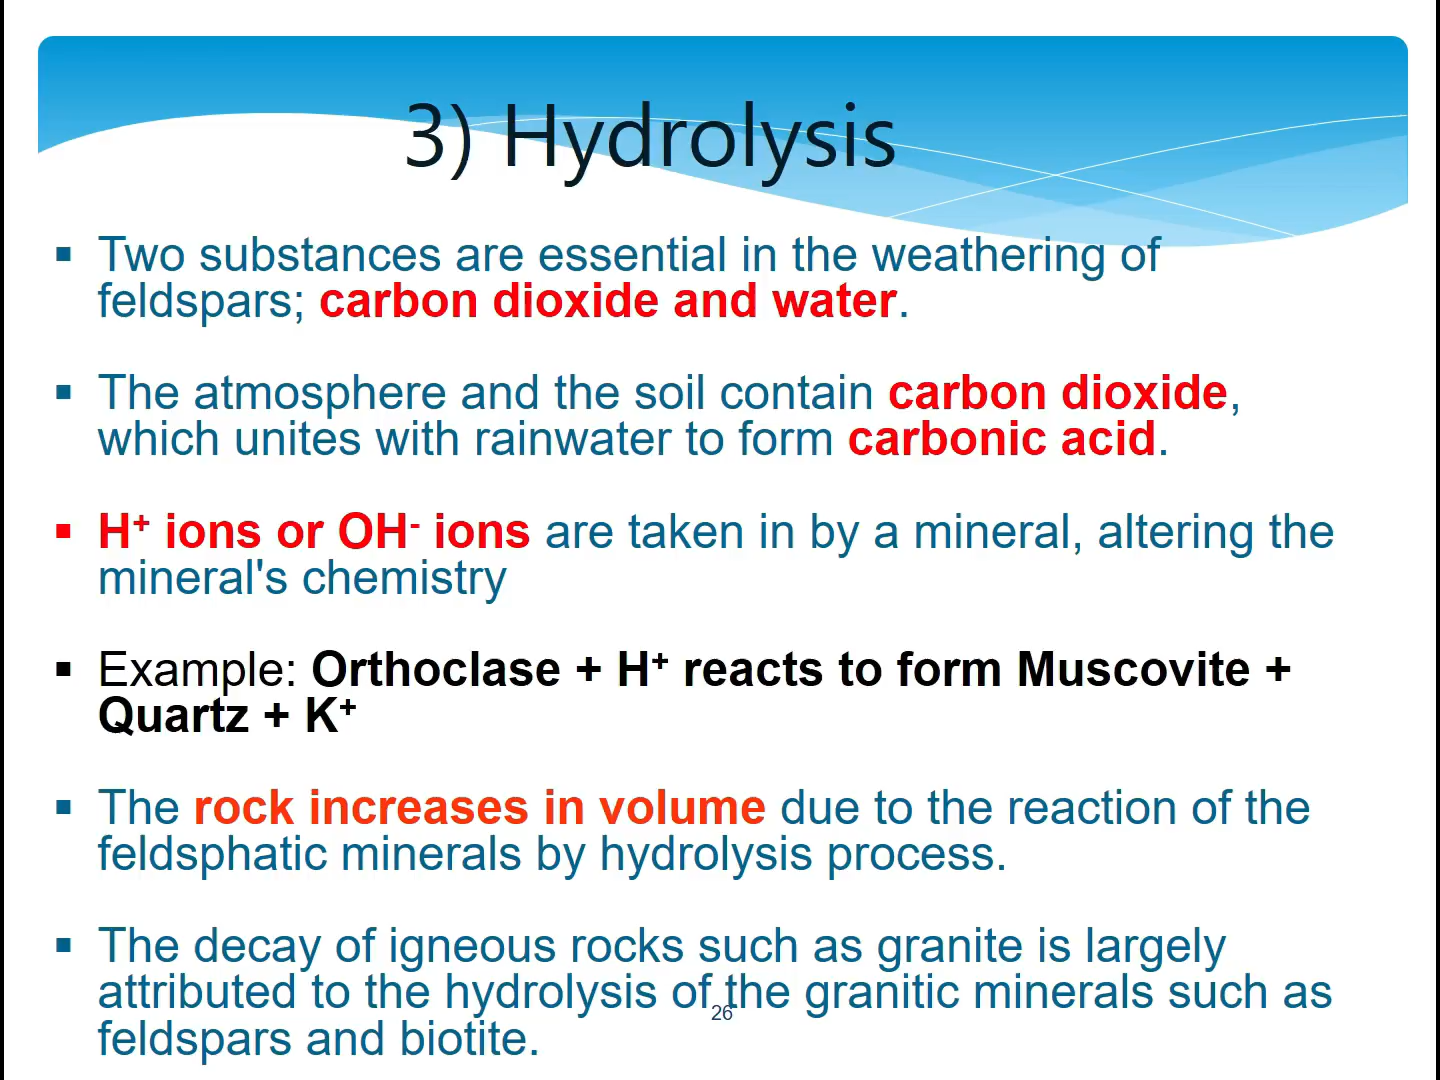 3) Hydrolysis
▪ Two substances are essential in the weathering of
feldspars; carbon dioxide and water.
▪ The atmosphere and the soil contain carbon dioxide,
which unites with rainwater to form carbonic acid.
▪ H⁺ ions or OH⁻ ions are taken in by a mineral, altering the
mineral's chemistry
▪ Example: Orthoclase + H⁺ reacts to form Muscovite +
Quartz + K⁺
▪ The rock increases in volume due to the reaction of the
feldsphatic minerals by hydrolysis process.
▪ The decay of igneous rocks such as granite is largely
attributed to the hydrolysis of the granitic minerals such as
feldspars and biotite.
26